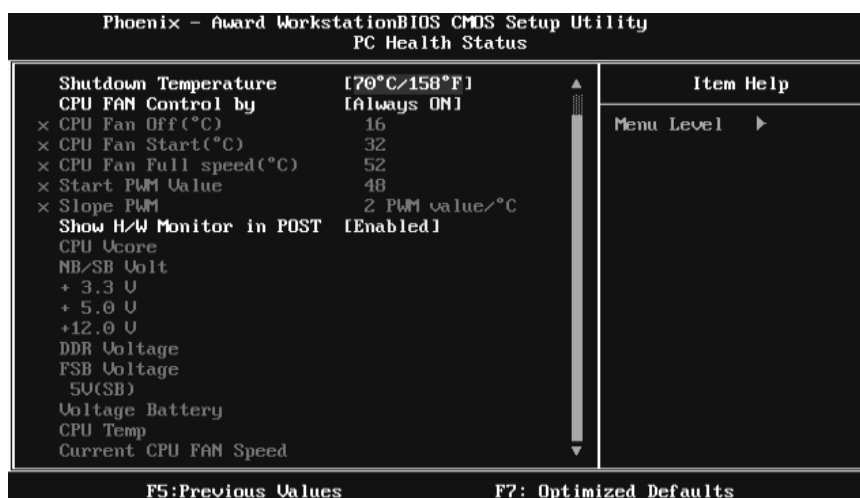 Phoenix - Award WorkstationBIOS CMOS Setup Utility
PC Health Status
Shutdown Temperature [70°C/158°F]
CPU FAN Control by [Always ON]
x CPU Fan Off(°C) 16
x CPU Fan Start(°C) 32
x CPU Fan Full speed(°C) 52
x Start PWM Value 48
x Slope PWM 2 PWM value/°C
Show H/W Monitor in POST [Enabled]
CPU Vcore
NB/SB Volt
+ 3.3 V
+ 5.0 V
+12.0 V
DDR Voltage
FSB Voltage
5V(SB)
Voltage Battery
CPU Temp
Current CPU FAN Speed
Item Help
Menu Level ▶
F5:Previous Values F7: Optimized Defaults